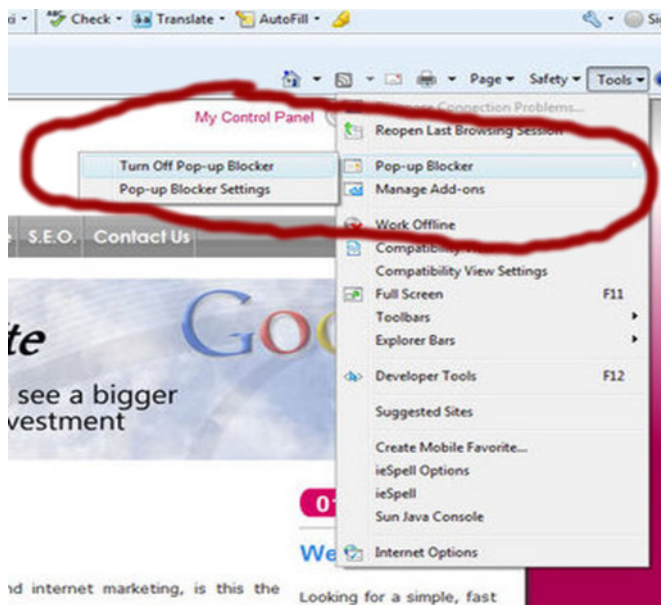 Check Translate AutoFill
Page Safety Tools
My Control Panel
Reopen Last Browsing Session
Turn Off Pop-up Blocker
Pop-up Blocker Settings
Pop-up Blocker
Manage Add-ons
Work Offline
Compatibility
Compatibility View Settings
Full Screen F11
Toolbars
Explorer Bars
Developer Tools F12
Suggested Sites
Create Mobile Favorite...
ieSpell Options
ieSpell
Sun Java Console
Internet Options
S.E.O. Contact Us
see a bigger
We
nd internet marketing, is this the
Looking for a simple, fast